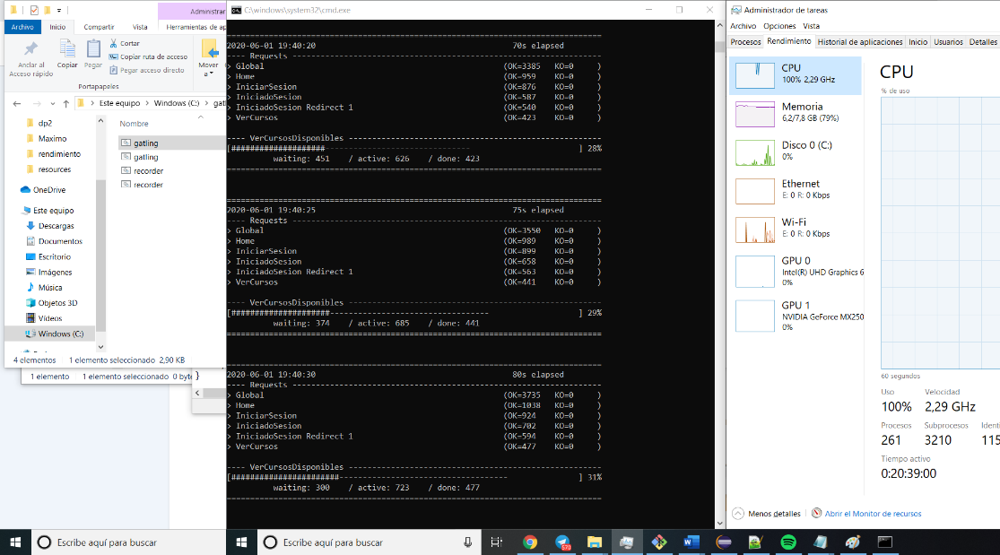 Administrar
Archivo
Inicio
Compartir
Vista
Herramientas de ap
Anclar al
Acceso rápido
Copiar
Pegar
Cortar
Copiar ruta de acceso
Pegar acceso directo
Mover
a
Portapapeles
Este equipo > Windows (C:) > gatl
dp2
Maximo
rendimiento
resources
OneDrive
Este equipo
Descargas
Documentos
Escritorio
Imágenes
Música
Objetos 3D
Vídeos
Windows (C:)
Nombre
gatling
gatling
recorder
recorder
4 elementos 1 elemento seleccionado 2,90 KB
1 elemento 1 elemento seleccionado 0 byte
}
C:\windows\system32\cmd.exe
================================================================================
2020-06-01 19:40:20 70s elapsed
---- Requests ------------------------------------------------------------------
> Global (OK=3385 KO=0 )
> Home (OK=959 KO=0 )
> IniciarSesion (OK=876 KO=0 )
> IniciadoSesion (OK=587 KO=0 )
> IniciadoSesion Redirect 1 (OK=540 KO=0 )
> VerCursos (OK=423 KO=0 )
---- VerCursosDisponibles ------------------------------------------------------
[####################------------------------------- ] 28%
waiting: 451 / active: 626 / done: 423
================================================================================
================================================================================
2020-06-01 19:40:25 75s elapsed
---- Requests ------------------------------------------------------------------
> Global (OK=3550 KO=0 )
> Home (OK=989 KO=0 )
> IniciarSesion (OK=899 KO=0 )
> IniciadoSesion (OK=658 KO=0 )
> IniciadoSesion Redirect 1 (OK=563 KO=0 )
> VerCursos (OK=441 KO=0 )
---- VerCursosDisponibles ------------------------------------------------------
[#####################---------------------------------- ] 29%
waiting: 374 / active: 685 / done: 441
================================================================================
================================================================================
2020-06-01 19:40:30 80s elapsed
---- Requests ------------------------------------------------------------------
> Global (OK=3735 KO=0 )
> Home (OK=1038 KO=0 )
> IniciarSesion (OK=924 KO=0 )
> IniciadoSesion (OK=702 KO=0 )
> IniciadoSesion Redirect 1 (OK=594 KO=0 )
> VerCursos (OK=477 KO=0 )
---- VerCursosDisponibles ------------------------------------------------------
[#######################------------------------------------ ] 31%
waiting: 300 / active: 723 / done: 477
================================================================================
Administrador de tareas
Archivo Opciones Vista
Procesos Rendimiento Historial de aplicaciones Inicio Usuarios Detalles
CPU
100% 2,29 GHz
Memoria
6,2/7,8 GB (79%)
Disco 0 (C:)
0%
Ethernet
E: 0 R: 0 Kbps
Wi-Fi
E: 0 R: 0 Kbps
GPU 0
Intel(R) UHD Graphics 6
0%
GPU 1
NVIDIA GeForce MX250
0%
CPU
% de uso
60 segundos
Uso Velocidad
100% 2,29 GHz
Procesos Subprocesos Identi
261 3210 115
Tiempo activo
0:20:39:00
Menos detalles Abrir el Monitor de recursos
Escribe aquí para buscar
Escribe aquí para buscar
570